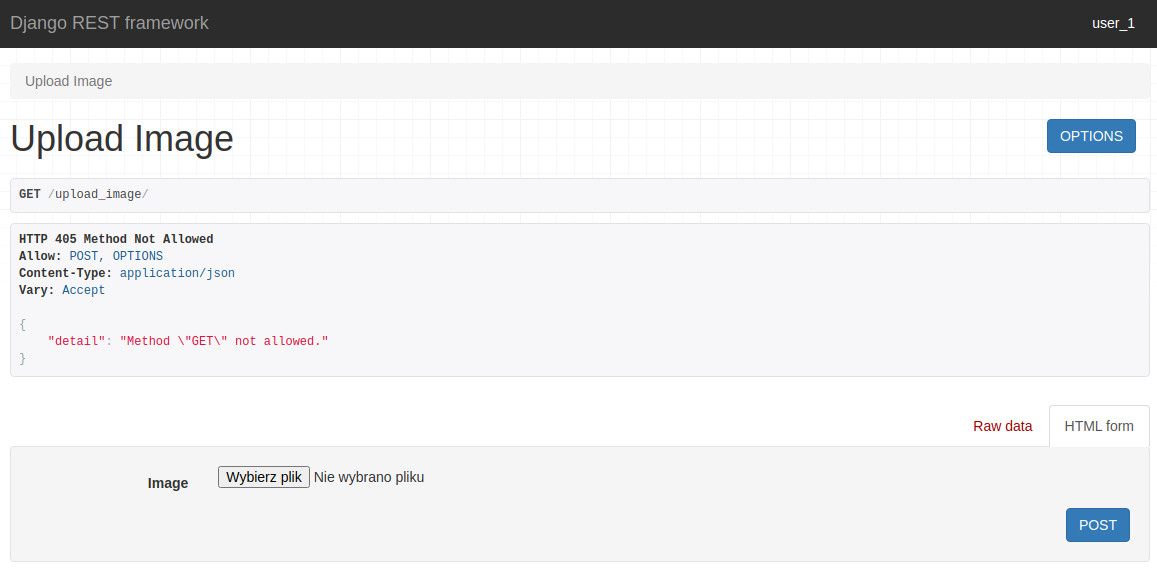 Django REST framework
user_1
Upload Image
Upload Image
OPTIONS
GET /upload_image/
HTTP 405 Method Not Allowed
Allow: POST, OPTIONS
Content-Type: application/json
Vary: Accept
{
    "detail": "Method \"GET\" not allowed."
}
Raw data
HTML form
Image
Wybierz plik Nie wybrano pliku
POST